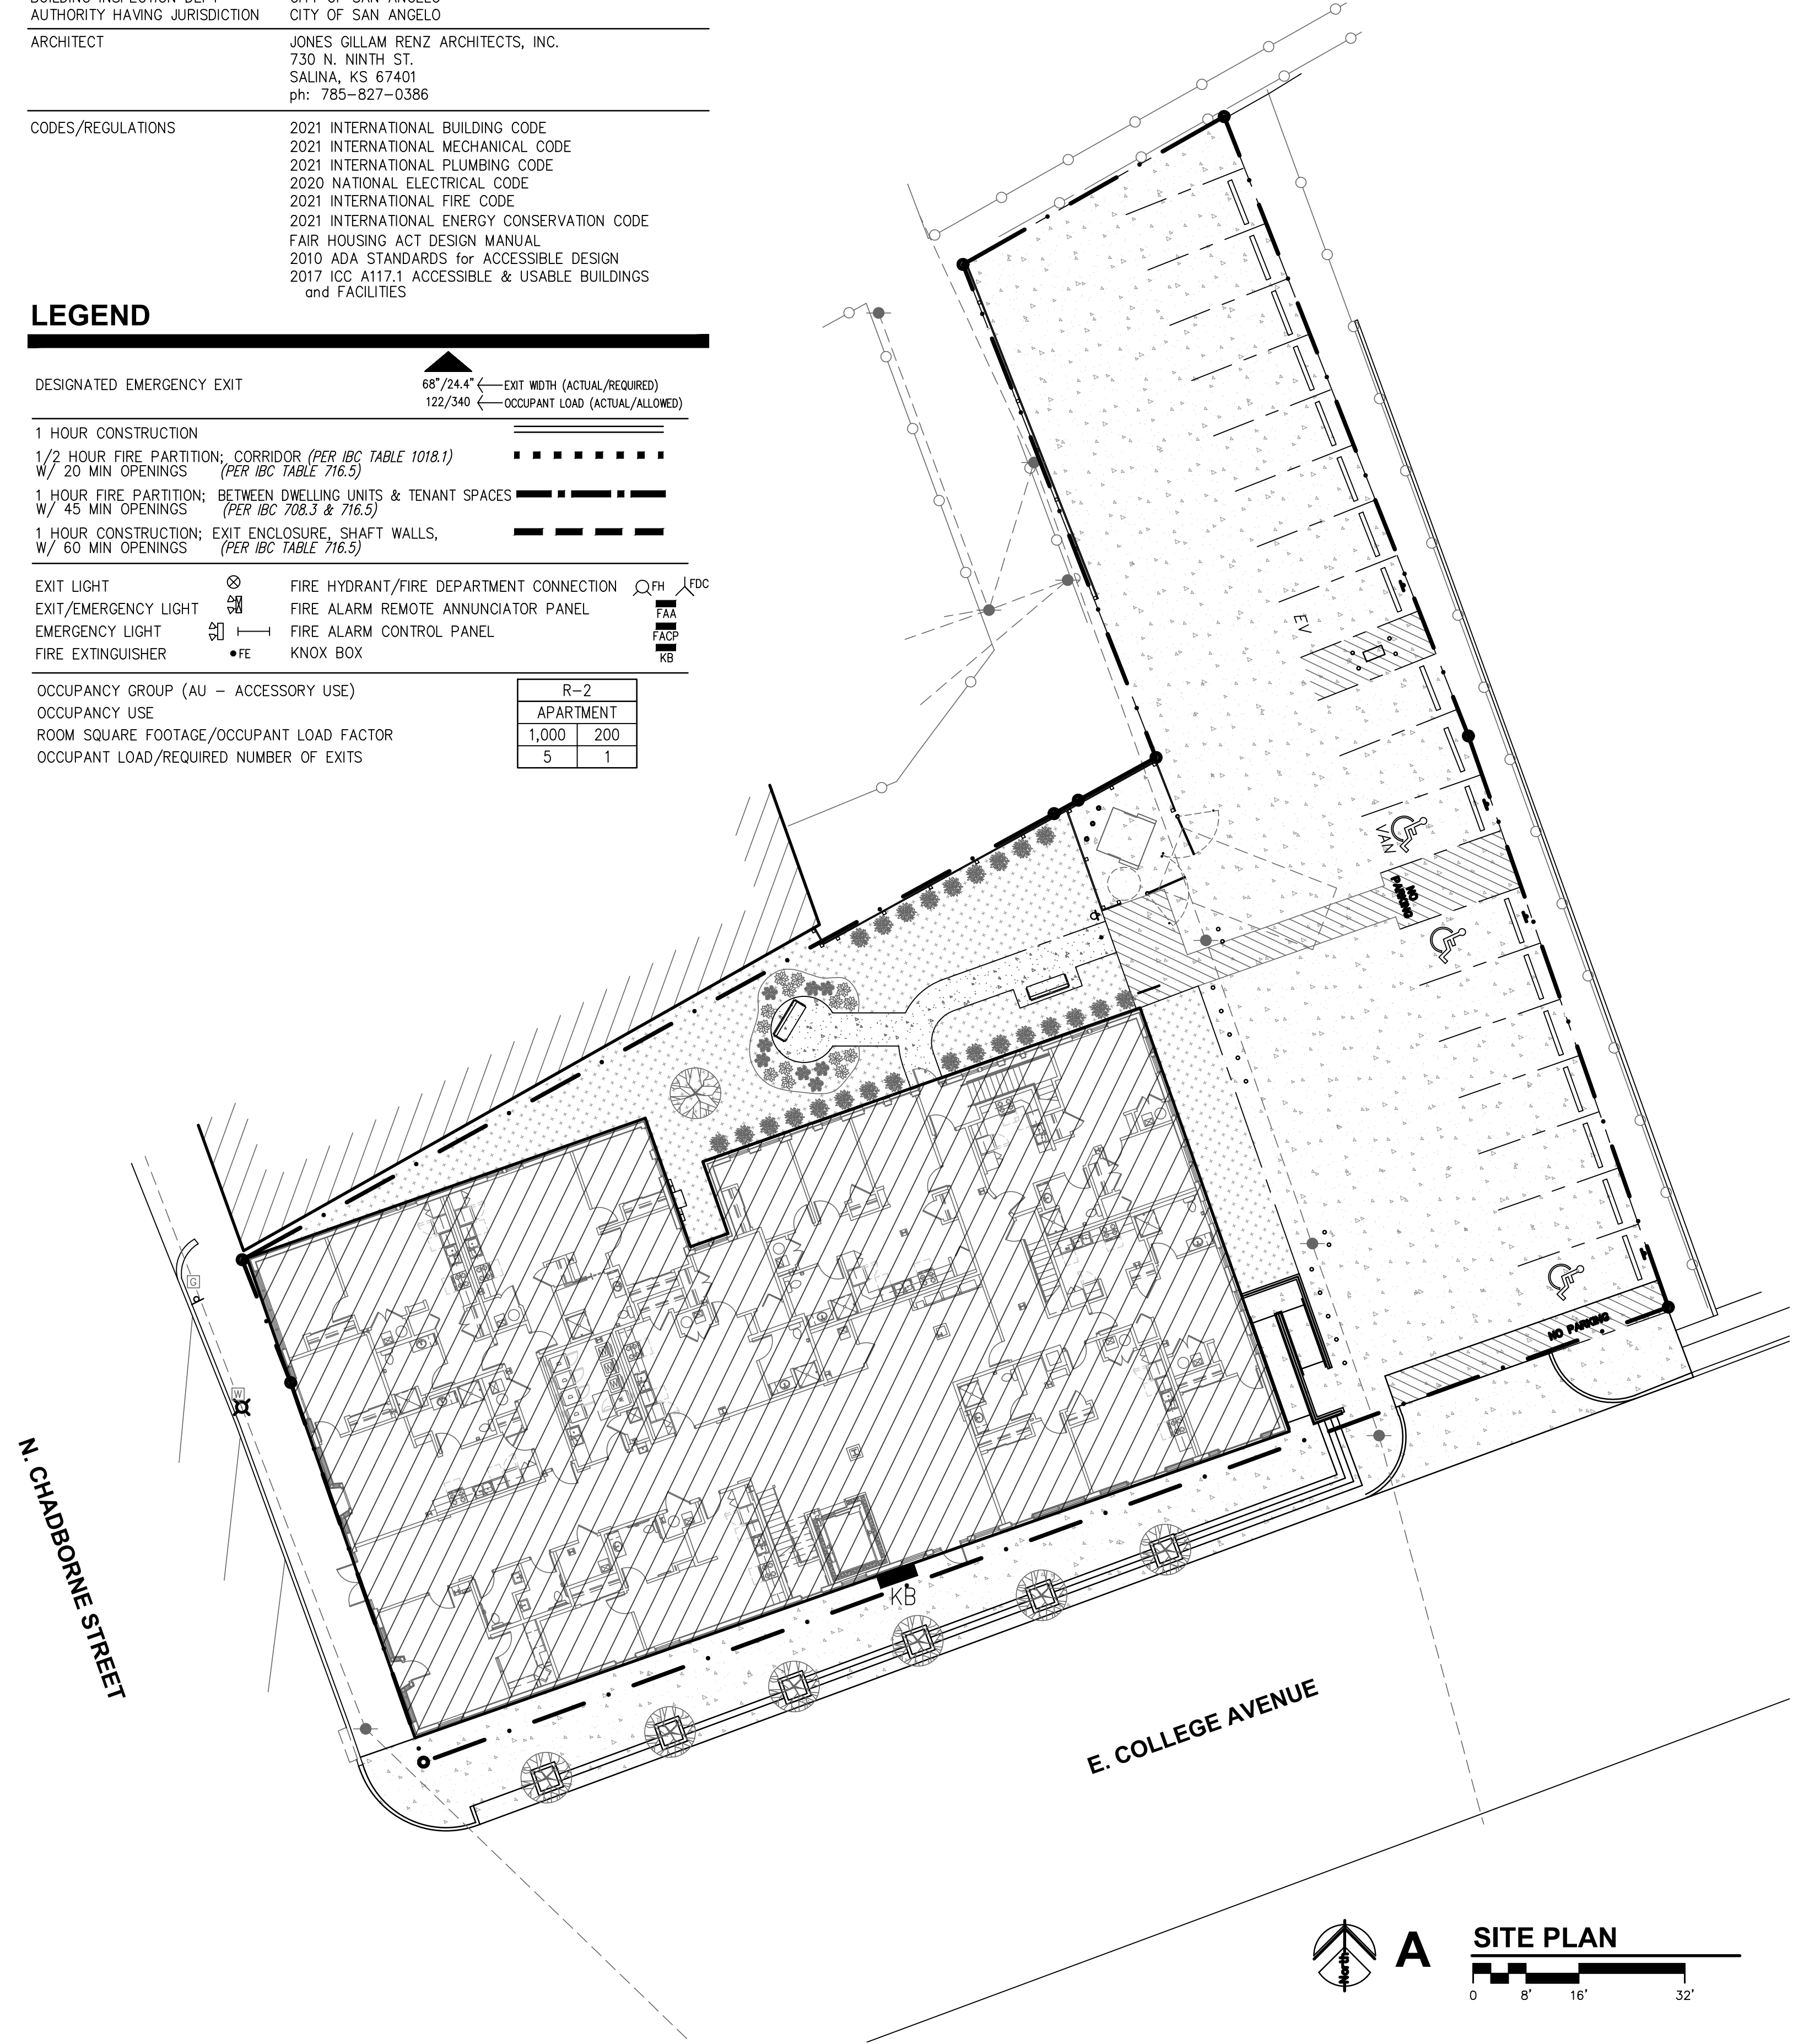 AUTHORITY HAVING JURISDICTION CITY OF SAN ANGELO
ARCHITECT JONES GILLAM RENZ ARCHITECTS, INC.
730 N. NINTH ST.
SALINA, KS 67401
ph: 785-827-0386
CODES/REGULATIONS 2021 INTERNATIONAL BUILDING CODE
2021 INTERNATIONAL MECHANICAL CODE
2021 INTERNATIONAL PLUMBING CODE
2020 NATIONAL ELECTRICAL CODE
2021 INTERNATIONAL FIRE CODE
2021 INTERNATIONAL ENERGY CONSERVATION CODE
FAIR HOUSING ACT DESIGN MANUAL
2010 ADA STANDARDS for ACCESSIBLE DESIGN
2017 ICC A117.1 ACCESSIBLE & USABLE BUILDINGS
and FACILITIES
LEGEND
DESIGNATED EMERGENCY EXIT 68"/24.4" EXIT WIDTH (ACTUAL/REQUIRED)
122/340 OCCUPANT LOAD (ACTUAL/ALLOWED)
1 HOUR CONSTRUCTION
1/2 HOUR FIRE PARTITION; CORRIDOR (PER IBC TABLE 1018.1)
W/ 20 MIN OPENINGS (PER IBC TABLE 716.5)
1 HOUR FIRE PARTITION; BETWEEN DWELLING UNITS & TENANT SPACES
W/ 45 MIN OPENINGS (PER IBC 708.3 & 716.5)
1 HOUR CONSTRUCTION; EXIT ENCLOSURE, SHAFT WALLS,
W/ 60 MIN OPENINGS (PER IBC TABLE 716.5)
EXIT LIGHT FIRE HYDRANT/FIRE DEPARTMENT CONNECTION FH FDC
EXIT/EMERGENCY LIGHT FIRE ALARM REMOTE ANNUNCIATOR PANEL FAA
EMERGENCY LIGHT FIRE ALARM CONTROL PANEL FACP
FIRE EXTINGUISHER FE KNOX BOX KB
OCCUPANCY GROUP (AU - ACCESSORY USE) R-2
OCCUPANCY USE APARTMENT
ROOM SQUARE FOOTAGE/OCCUPANT LOAD FACTOR 1,000 200
OCCUPANT LOAD/REQUIRED NUMBER OF EXITS 5 1
EV
VAN
NO
PARKING
NO PARKING
G
W
KB
N. CHADBORNE STREET
E. COLLEGE AVENUE
North
A
SITE PLAN
0 8' 16' 32'